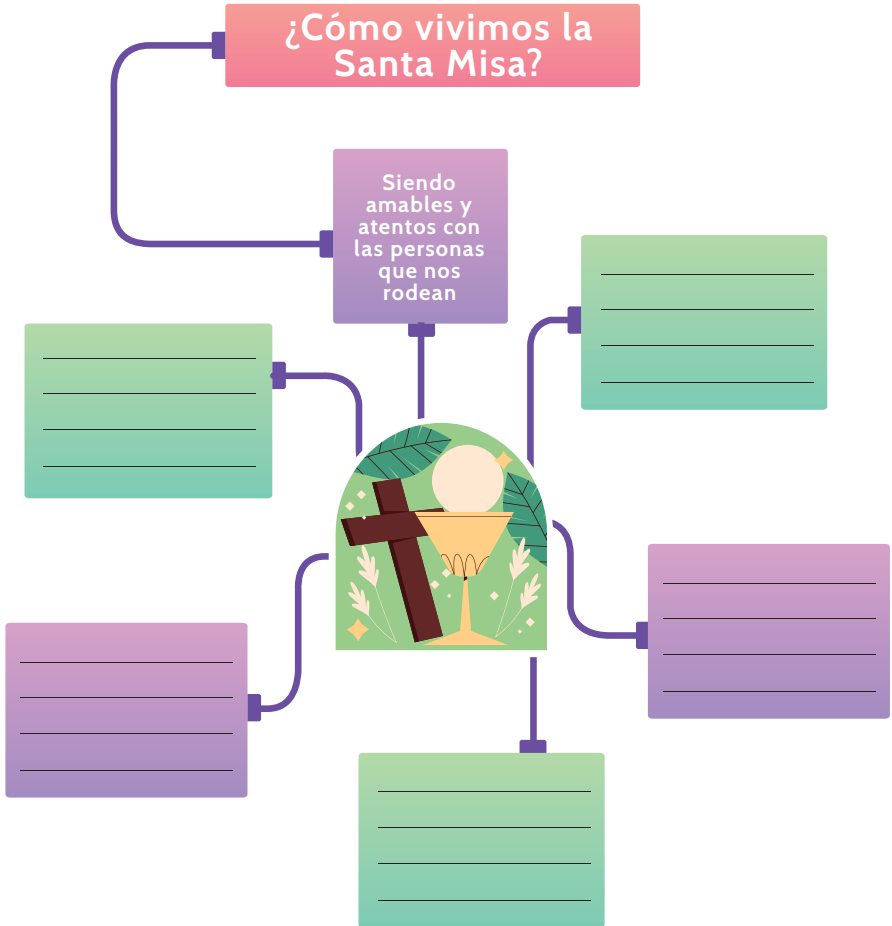 ¿Cómo vivimos la
Santa Misa?
Siendo
amables y
atentos con
las personas
que nos
rodean